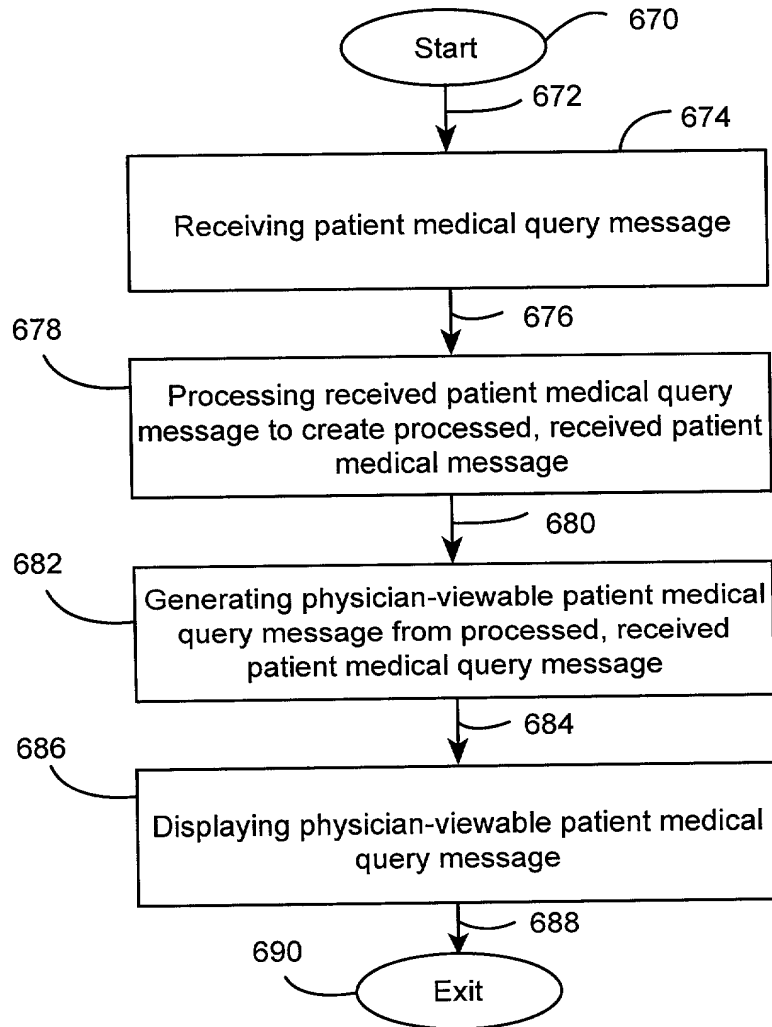 Start
670
672
674
Receiving patient medical query message
676
678
Processing received patient medical query
message to create processed, received patient
medical message
680
682
Generating physician-viewable patient medical
query message from processed, received
patient medical query message
684
686
Displaying physician-viewable patient medical
query message
688
690
Exit